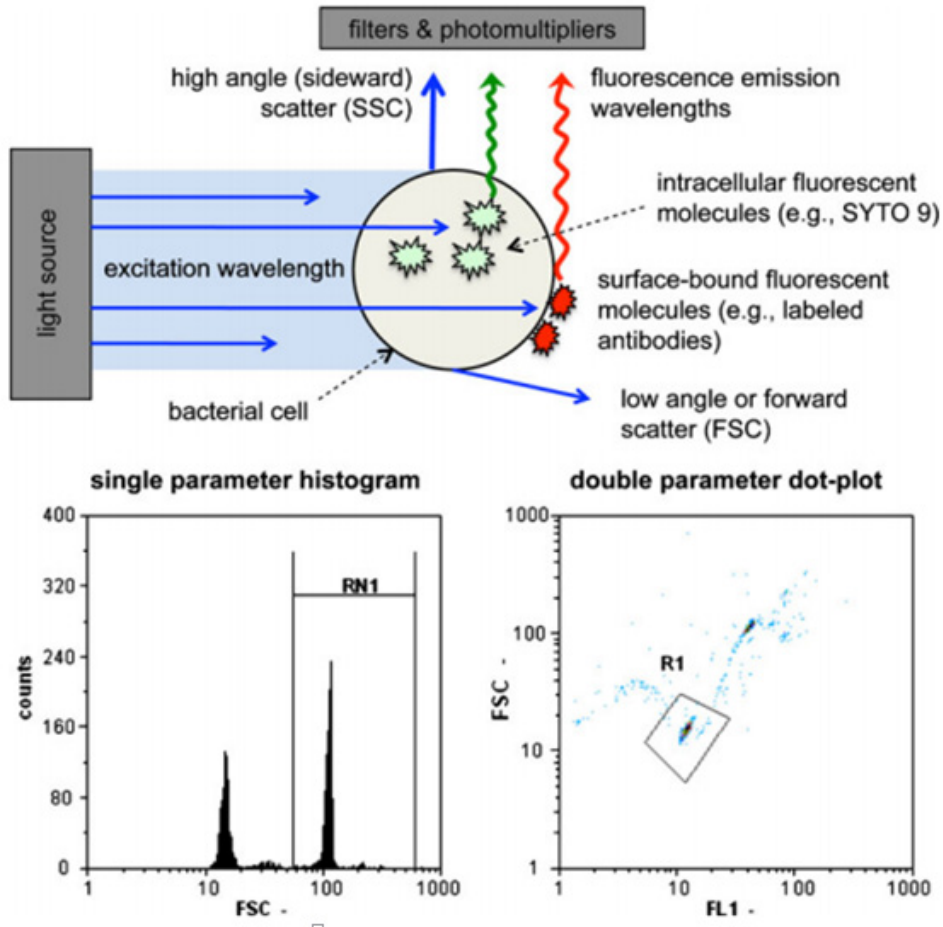 filters & photomultipliers
high angle (sideward)
scatter (SSC)
fluorescence emission
wavelengths
light source
excitation wavelength
intracellular fluorescent
molecules (e.g., SYTO 9)
surface-bound fluorescent
molecules (e.g., labeled
antibodies)
bacterial cell
low angle or forward
scatter (FSC)
single parameter histogram
400
320
240
160
80
0
counts
RN1
1
10
100
1000
FSC -
double parameter dot-plot
1000
100
10
1
FSC -
R1
1
10
100
1000
FL1 -